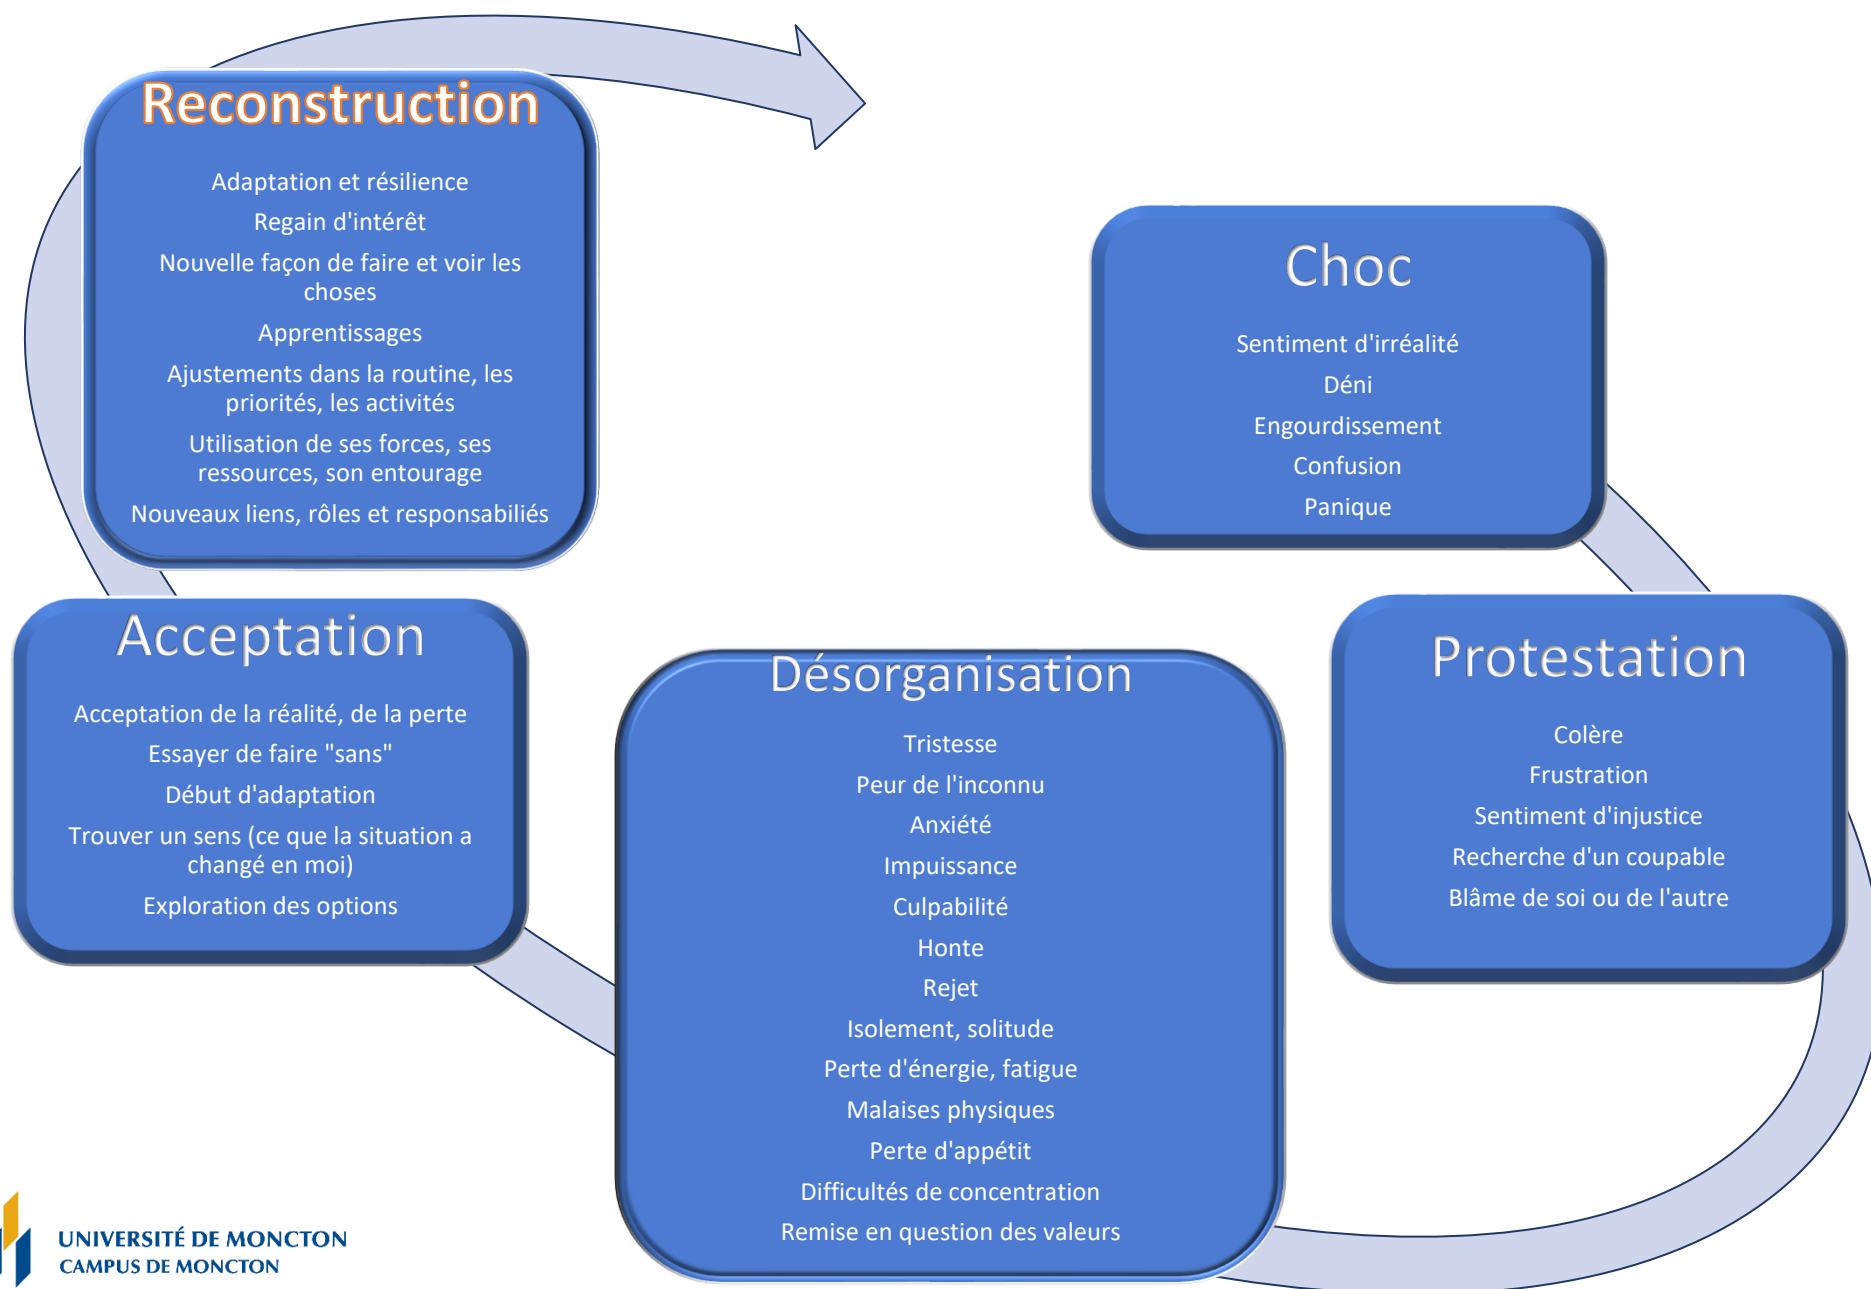 Reconstruction
Adaptation et résilience
Regain d'intérêt
Nouvelle façon de faire et voir les
choses
Apprentissages
Ajustements dans la routine, les
priorités, les activités
Utilisation de ses forces, ses
ressources, son entourage
Nouveaux liens, rôles et responsabiliés
Choc
Sentiment d'irréalité
Déni
Engourdissement
Confusion
Panique
Acceptation
Acceptation de la réalité, de la perte
Essayer de faire "sans"
Début d'adaptation
Trouver un sens (ce que la situation a
changé en moi)
Exploration des options
Désorganisation
Tristesse
Peur de l'inconnu
Anxiété
Impuissance
Culpabilité
Honte
Rejet
Isolement, solitude
Perte d'énergie, fatigue
Malaises physiques
Perte d'appétit
Difficultés de concentration
Remise en question des valeurs
Protestation
Colère
Frustration
Sentiment d'injustice
Recherche d'un coupable
Blâme de soi ou de l'autre
UNIVERSITÉ DE MONCTON
CAMPUS DE MONCTON